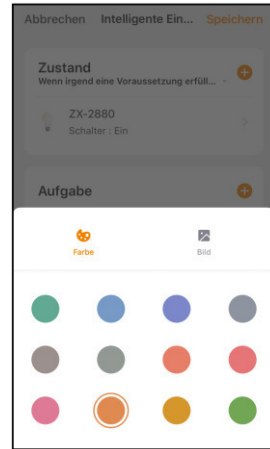 Abbrechen Intelligente Ein... Speichern
Zustand
Wenn irgend eine Voraussetzung erfüll...
ZX-2880
Schalter : Ein
Aufgabe
Farbe Bild